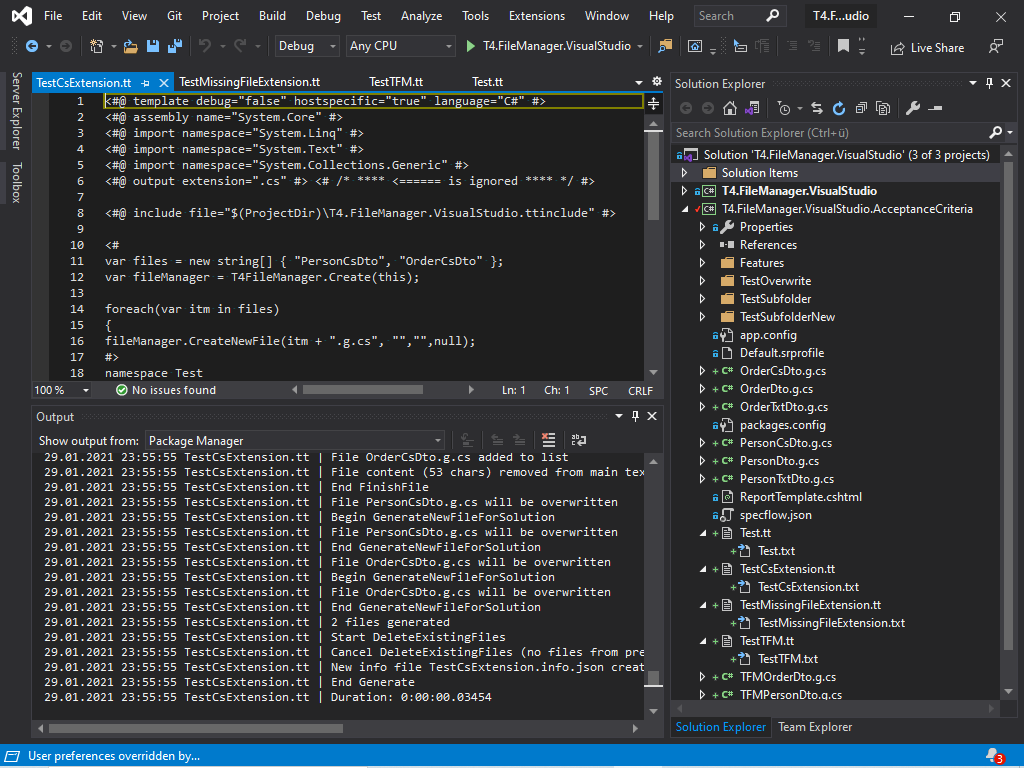 File Edit View Git Project Build Debug Test Analyze Tools Extensions Window Help Search T4.F...udio
Debug Any CPU T4.FileManager.VisualStudio Live Share
Server Explorer
Toolbox
TestCsExtension.tt TestMissingFileExtension.tt TestTFM.tt Test.tt
1 <#@ template debug="false" hostspecific="true" language="C#" #>
2 <#@ assembly name="System.Core" #>
3 <#@ import namespace="System.Linq" #>
4 <#@ import namespace="System.Text" #>
5 <#@ import namespace="System.Collections.Generic" #>
6 <#@ output extension=".cs" #> <# /* **** <====== is ignored **** */ #>
7
8 <#@ include file="$(ProjectDir)\T4.FileManager.VisualStudio.ttinclude" #>
9
10 <#
11 var files = new string[] { "PersonCsDto", "OrderCsDto" };
12 var fileManager = T4FileManager.Create(this);
13
14 foreach(var itm in files)
15 {
16 fileManager.CreateNewFile(itm + ".g.cs", "","",null);
17 #>
18 namespace Test
100 % No issues found Ln: 1 Ch: 1 SPC CRLF
Output
Show output from: Package Manager
29.01.2021 23:55:55 TestCsExtension.tt | File OrderCsDto.g.cs added to list
29.01.2021 23:55:55 TestCsExtension.tt | File content (53 chars) removed from main tex
29.01.2021 23:55:55 TestCsExtension.tt | End FinishFile
29.01.2021 23:55:55 TestCsExtension.tt | File PersonCsDto.g.cs will be overwritten
29.01.2021 23:55:55 TestCsExtension.tt | Begin GenerateNewFileForSolution
29.01.2021 23:55:55 TestCsExtension.tt | File PersonCsDto.g.cs will be overwritten
29.01.2021 23:55:55 TestCsExtension.tt | End GenerateNewFileForSolution
29.01.2021 23:55:55 TestCsExtension.tt | File OrderCsDto.g.cs will be overwritten
29.01.2021 23:55:55 TestCsExtension.tt | Begin GenerateNewFileForSolution
29.01.2021 23:55:55 TestCsExtension.tt | File OrderCsDto.g.cs will be overwritten
29.01.2021 23:55:55 TestCsExtension.tt | End GenerateNewFileForSolution
29.01.2021 23:55:55 TestCsExtension.tt | 2 files generated
29.01.2021 23:55:55 TestCsExtension.tt | Start DeleteExistingFiles
29.01.2021 23:55:55 TestCsExtension.tt | Cancel DeleteExistingFiles (no files from pre
29.01.2021 23:55:55 TestCsExtension.tt | New info file TestCsExtension.info.json creat
29.01.2021 23:55:55 TestCsExtension.tt | End Generate
29.01.2021 23:55:55 TestCsExtension.tt | Duration: 0:00:00.03454
Solution Explorer
Search Solution Explorer (Ctrl+ü)
Solution 'T4.FileManager.VisualStudio' (3 of 3 projects)
Solution Items
C# T4.FileManager.VisualStudio
C# T4.FileManager.VisualStudio.AcceptanceCriteria
Properties
References
Features
TestOverwrite
TestSubfolder
TestSubfolderNew
app.config
Default.srprofile
C# OrderCsDto.g.cs
C# OrderDto.g.cs
C# OrderTxtDto.g.cs
packages.config
C# PersonCsDto.g.cs
C# PersonDto.g.cs
C# PersonTxtDto.g.cs
ReportTemplate.cshtml
specflow.json
Test.tt
Test.txt
TestCsExtension.tt
TestCsExtension.txt
TestMissingFileExtension.tt
TestMissingFileExtension.txt
TestTFM.tt
TestTFM.txt
C# TFMOrderDto.g.cs
C# TFMPersonDto.g.cs
Solution Explorer Team Explorer
User preferences overridden by... 3